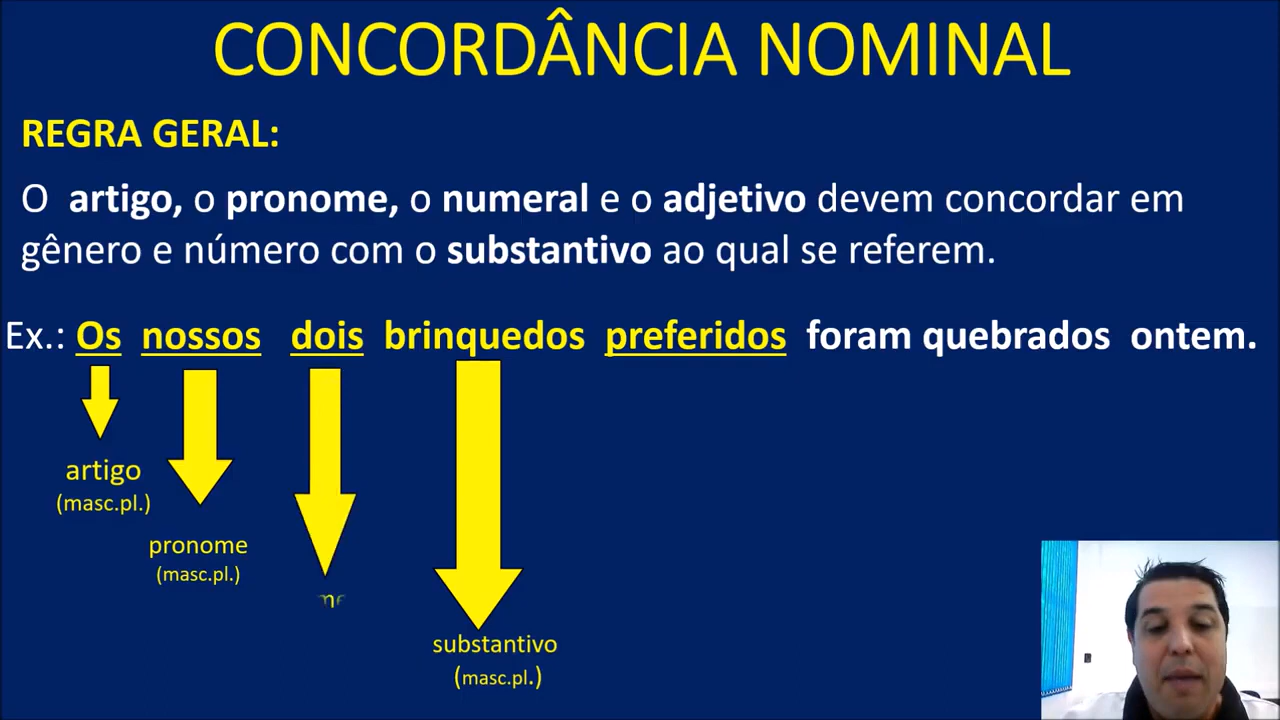 CONCORDÂNCIA NOMINAL
REGRA GERAL:
O artigo, o pronome, o numeral e o adjetivo devem concordar em
gênero e número com o substantivo ao qual se referem.
Ex.: Os nossos dois brinquedos preferidos foram quebrados ontem.
artigo
(masc.pl.)
pronome
(masc.pl.)
substantivo
(masc.pl.)